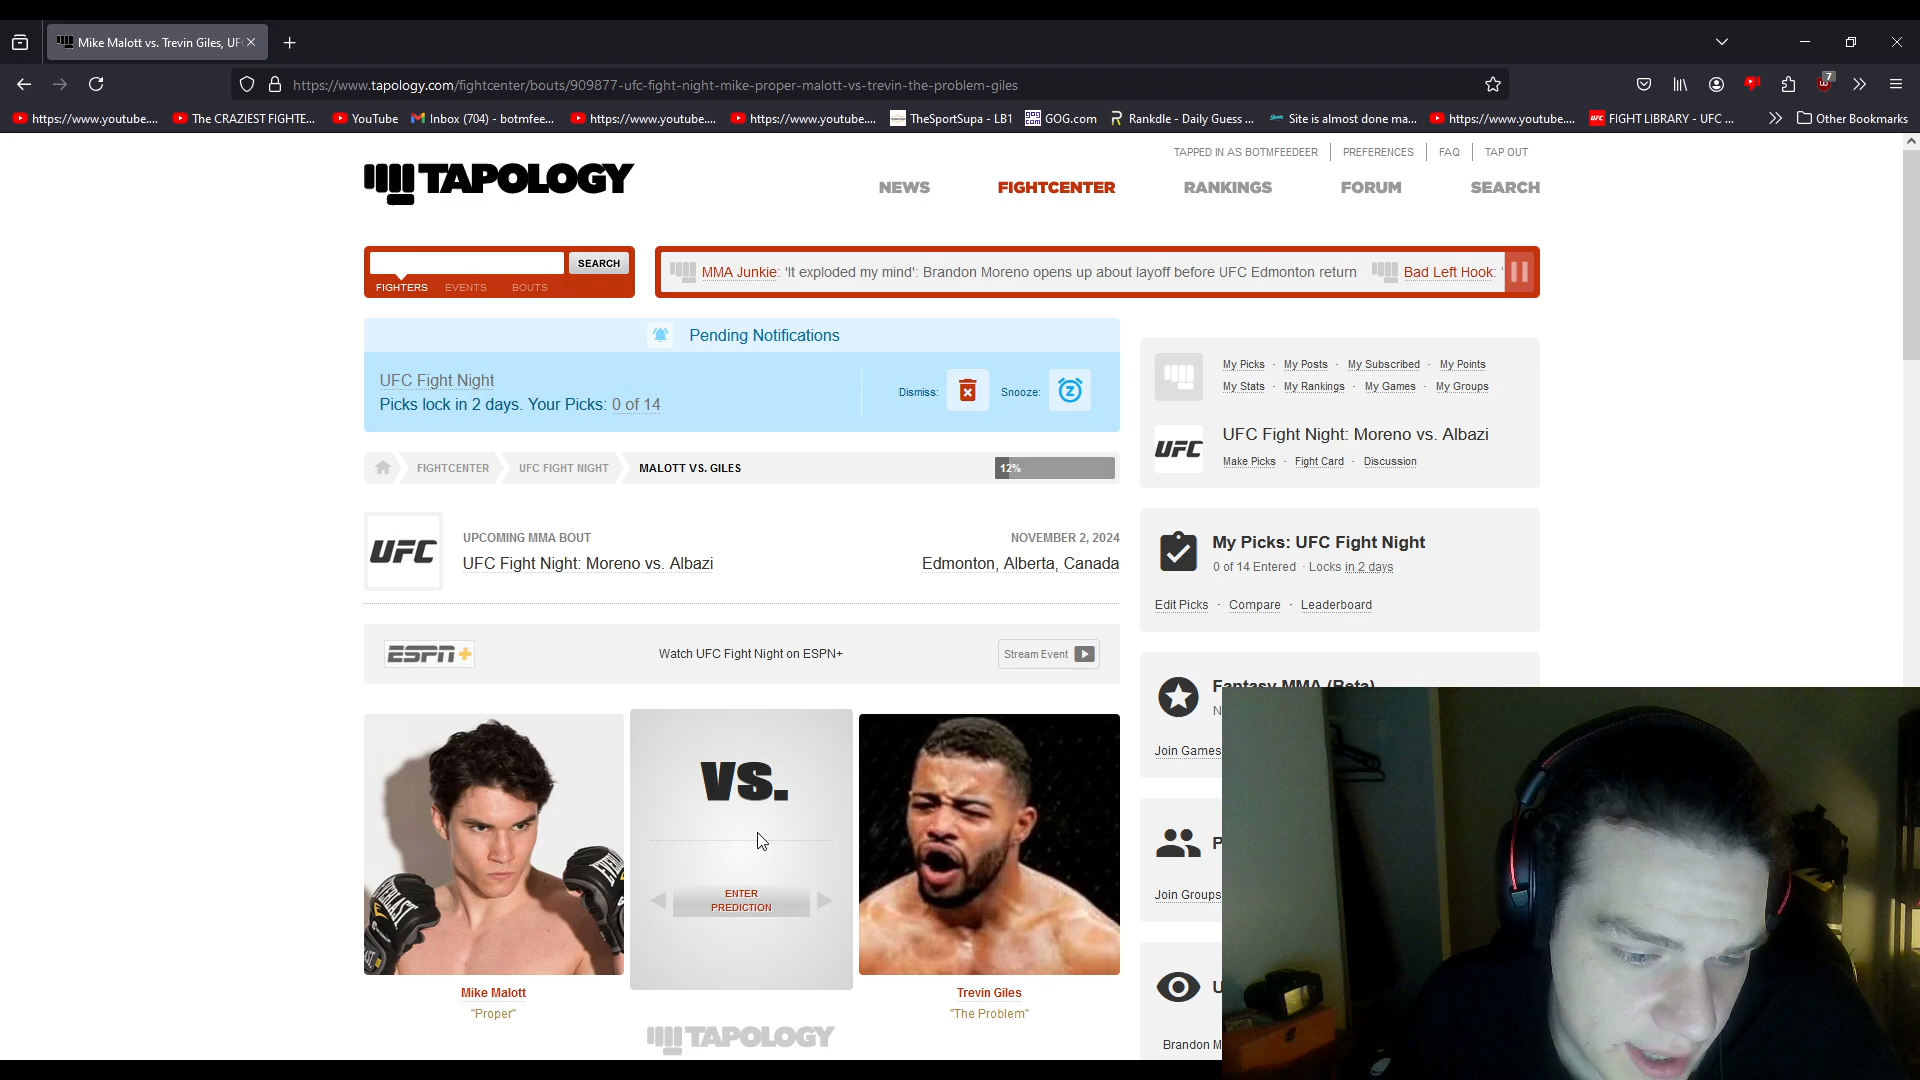 Mike Malott vs. Trevin Giles, UF
https://www.tapology.com/fightcenter/bouts/909877-ufc-fight-night-mike-proper-malott-vs-trevin-the-problem-giles
7
https://www.youtube....
The CRAZIEST FIGHTE...
YouTube
Inbox (704) - botmfee...
https://www.youtube....
https://www.youtube....
TheSportSupa - LB1
GOG.com
Rankdle - Daily Guess ...
Site is almost done ma...
https://www.youtube....
FIGHT LIBRARY - UFC ...
Other Bookmarks
TAPPED IN AS BOTMFEEDEER
PREFERENCES
FAQ
TAP OUT
TAPOLOGY
NEWS
FIGHTCENTER
RANKINGS
FORUM
SEARCH
SEARCH
FIGHTERS
EVENTS
BOUTS
MMA Junkie: 'It exploded my mind': Brandon Moreno opens up about layoff before UFC Edmonton return
Bad Left Hook: '
Pending Notifications
UFC Fight Night
Picks lock in 2 days. Your Picks: 0 of 14
Dismiss:
Snooze:
My Picks · My Posts · My Subscribed · My Points
My Stats · My Rankings · My Games · My Groups
UFC
UFC Fight Night: Moreno vs. Albazi
Make Picks · Fight Card · Discussion
FIGHTCENTER
UFC FIGHT NIGHT
MALOTT VS. GILES
12%
UFC
UPCOMING MMA BOUT
UFC Fight Night: Moreno vs. Albazi
NOVEMBER 2, 2024
Edmonton, Alberta, Canada
My Picks: UFC Fight Night
0 of 14 Entered · Locks in 2 days
Edit Picks · Compare · Leaderboard
ESPN+
Watch UFC Fight Night on ESPN+
Stream Event
Fantasy MMA (Beta)
N
Join Games
VS.
ENTER
PREDICTION
EVERLAST
P
Join Groups
U
Brandon M
Mike Malott
"Proper"
Trevin Giles
"The Problem"
TAPOLOGY